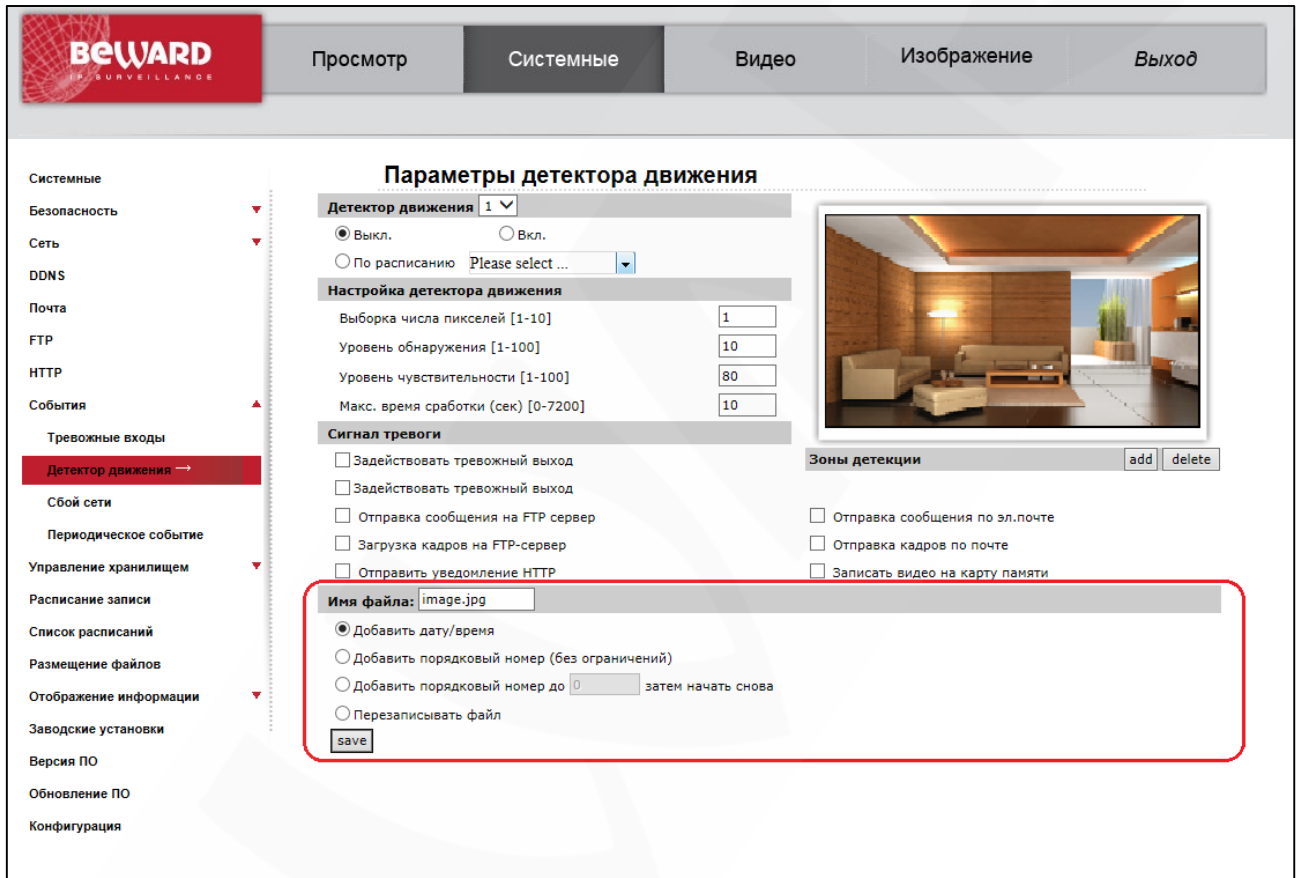 BEWARD
IP SURVEILLANCE
Просмотр Системные Видео Изображение Выход
Системные
Безопасность
Сеть
DDNS
Почта
FTP
HTTP
События
Тревожные входы
Детектор движения →
Сбой сети
Периодическое событие
Управление хранилищем
Расписание записи
Список расписаний
Размещение файлов
Отображение информации
Заводские установки
Версия ПО
Обновление ПО
Конфигурация
Параметры детектора движения
Детектор движения 1
Выкл. Вкл.
По расписанию Please select ...
Настройка детектора движения
Выборка числа пикселей [1-10] 1
Уровень обнаружения [1-100] 10
Уровень чувствительности [1-100] 80
Макс. время сработки (сек) [0-7200] 10
Сигнал тревоги
Зоны детекции add delete
Задействовать тревожный выход
Задействовать тревожный выход
Отправка сообщения на FTP сервер Отправка сообщения по эл.почте
Загрузка кадров на FTP-сервер Отправка кадров по почте
Отправить уведомление HTTP Записать видео на карту памяти
Имя файла: image.jpg
Добавить дату/время
Добавить порядковый номер (без ограничений)
Добавить порядковый номер до 0 затем начать снова
Перезаписывать файл
save